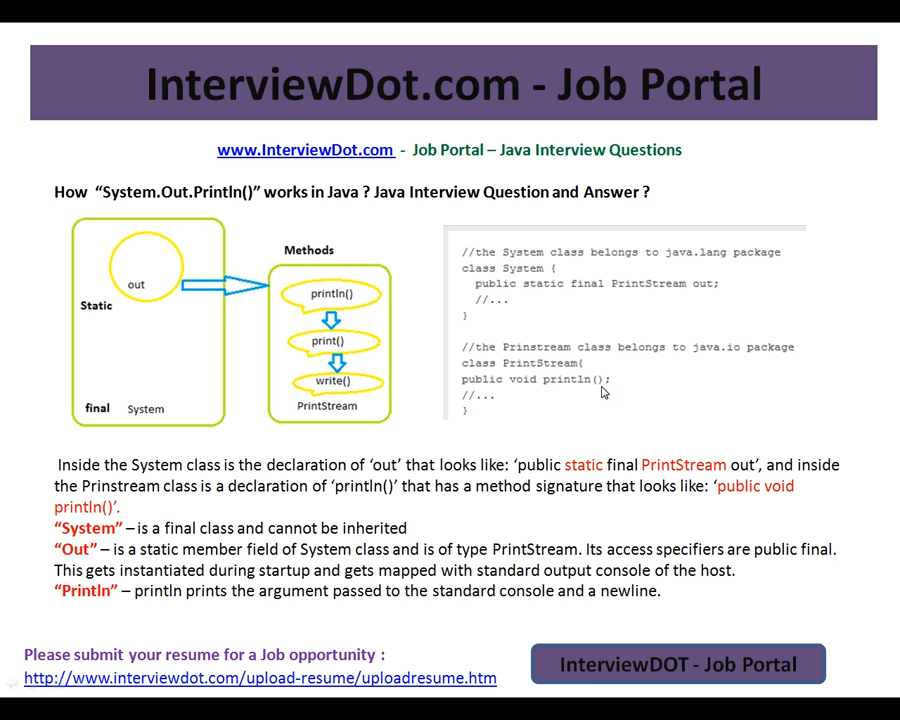 InterviewDot.com - Job Portal
www.InterviewDot.com - Job Portal – Java Interview Questions
How “System.Out.Println()” works in Java ? Java Interview Question and Answer ?
out
Static
final System
Methods
println()
print()
write()
PrintStream
//the System class belongs to java.lang package
class System {
public static final PrintStream out;
//...
}
//the Prinstream class belongs to java.io package
class PrintStream{
public void println();
//...
}
Inside the System class is the declaration of ‘out’ that looks like: ‘public static final PrintStream out’, and inside
the Prinstream class is a declaration of ‘println()’ that has a method signature that looks like: ‘public void
println()’.
“System” – is a final class and cannot be inherited
“Out” – is a static member field of System class and is of type PrintStream. Its access specifiers are public final.
This gets instantiated during startup and gets mapped with standard output console of the host.
“Println” – println prints the argument passed to the standard console and a newline.
Please submit your resume for a Job opportunity :
http://www.interviewdot.com/upload-resume/uploadresume.htm
InterviewDOT - Job Portal